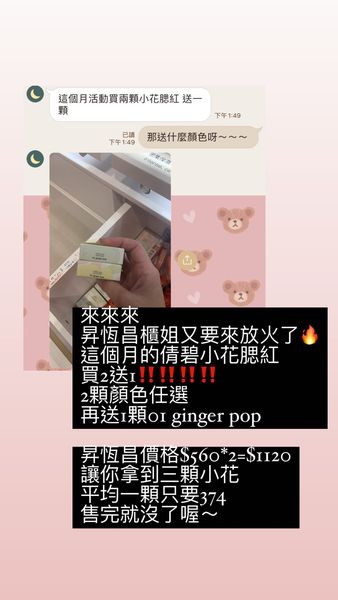 這個月活動買兩顆小花腮紅 送一
顆
下午1:49
已讀
下午1:49
那送什麼顏色呀～～～
來來來
昇恆昌櫃姐又要來放火了🔥
這個月的倩碧小花腮紅
買2送1‼️‼️‼️‼️
2顆顏色任選
再送1顆01 ginger pop
昇恆昌價格$560*2=$1120
讓你拿到三顆小花
平均一顆只要374
售完就沒了喔～